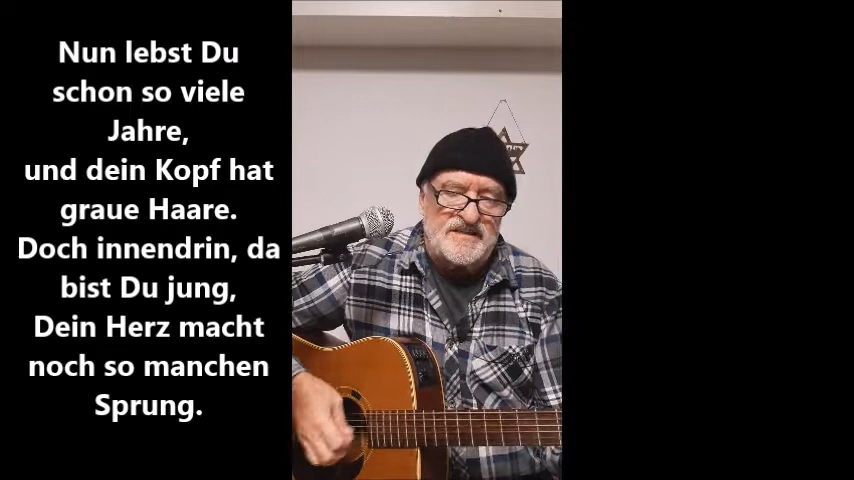 Nun lebst Du
schon so viele
Jahre,
und dein Kopf hat
graue Haare.
Doch innendrin, da
bist Du jung,
Dein Herz macht
noch so manchen
Sprung.